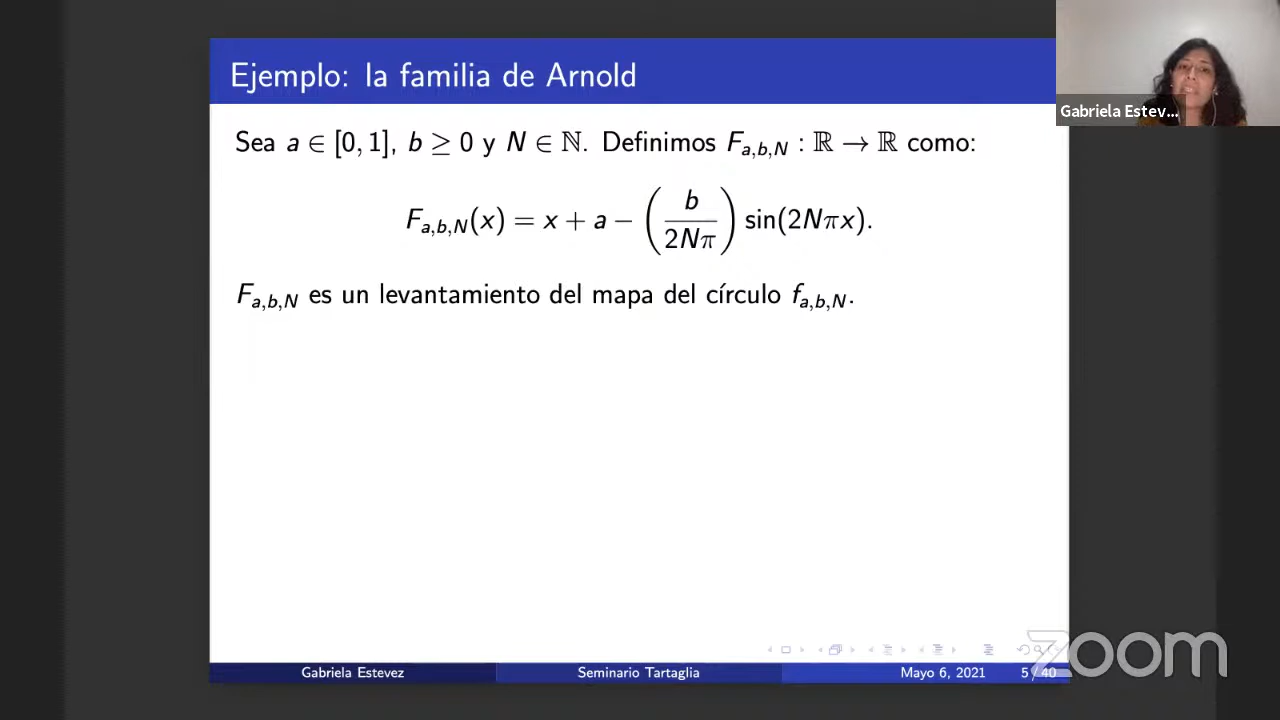 Ejemplo: la familia de Arnold
Gabriela Estev...
Sea a ∈ [0, 1], b ≥ 0 y N ∈ ℕ. Definimos F_{a,b,N} : ℝ → ℝ como:
F_{a,b,N}(x) = x + a − (b / 2Nπ) sin(2Nπx).
F_{a,b,N} es un levantamiento del mapa del círculo f_{a,b,N}.
Gabriela Estevez Seminario Tartaglia Mayo 6, 2021 5 / 40
zoom